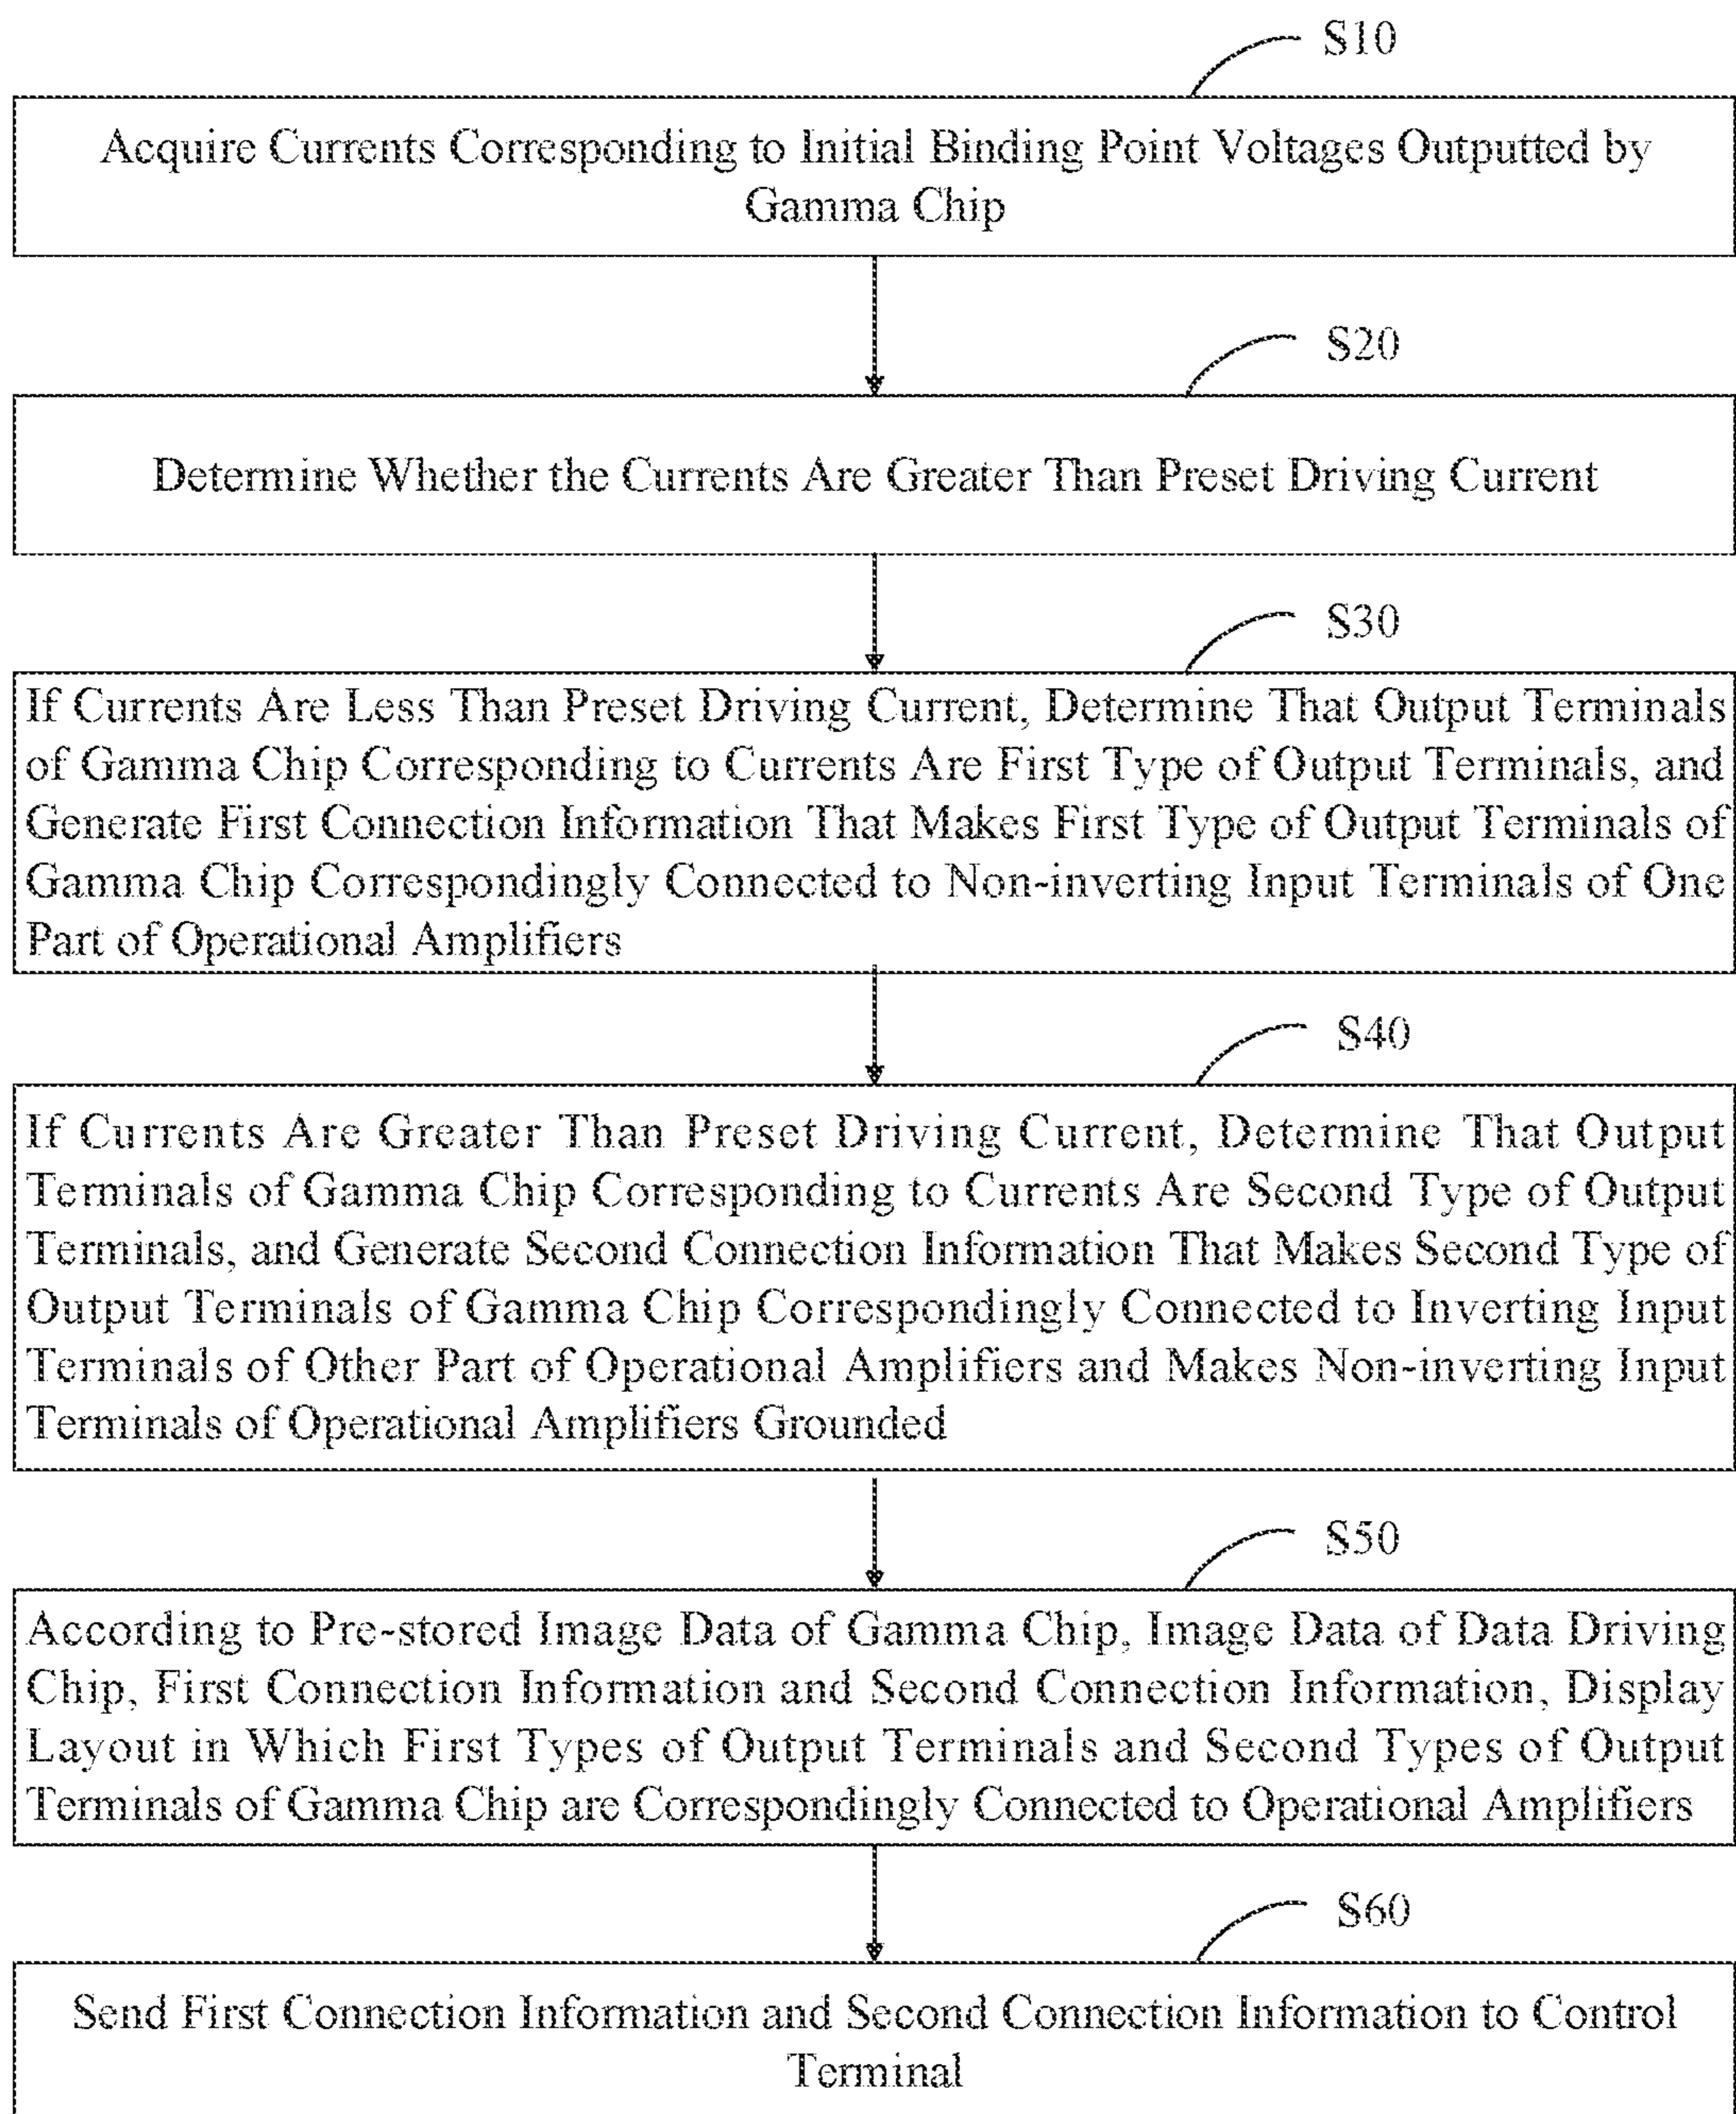 S10
Acquire Currents Corresponding to Initial Binding Point Voltages Outputted by
Gamma Chip
S20
Determine Whether the Currents Are Greater Than Preset Driving Current
S30
If Currents Are Less Than Preset Driving Current, Determine That Output Terminals
of Gamma Chip Corresponding to Currents Are First Type of Output Terminals, and
Generate First Connection Information That Makes First Type of Output Terminals of
Gamma Chip Correspondingly Connected to Non-inverting Input Terminals of One
Part of Operational Amplifiers
S40
If Currents Are Greater Than Preset Driving Current, Determine That Output
Terminals of Gamma Chip Corresponding to Currents Are Second Type of Output
Terminals, and Generate Second Connection Information That Makes Second Type of
Output Terminals of Gamma Chip Correspondingly Connected to Inverting Input
Terminals of Other Part of Operational Amplifiers and Makes Non-inverting Input
Terminals of Operational Amplifiers Grounded
S50
According to Pre-stored Image Data of Gamma Chip, Image Data of Data Driving
Chip, First Connection Information and Second Connection Information, Display
Layout in Which First Types of Output Terminals and Second Types of Output
Terminals of Gamma Chip are Correspondingly Connected to Operational Amplifiers
S60
Send First Connection Information and Second Connection Information to Control
Terminal